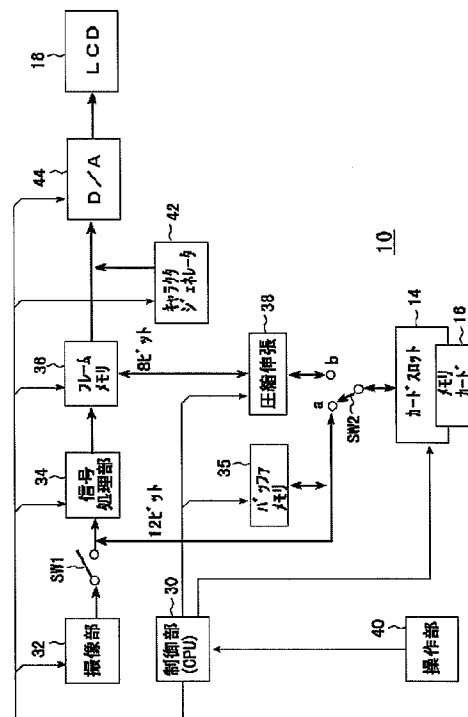 32
撮像部
SW1
34
信号
処理部
36
フレーム
メモリ
44
D/A
18
LCD
12ビット
8ビット
42
キャラクタ
ジェネレータ
30
制御部
(CPU)
35
バッファ
メモリ
38
圧縮伸張
a
b
SW2
40
操作部
14
カードスロット
16
メモリ
カード
10